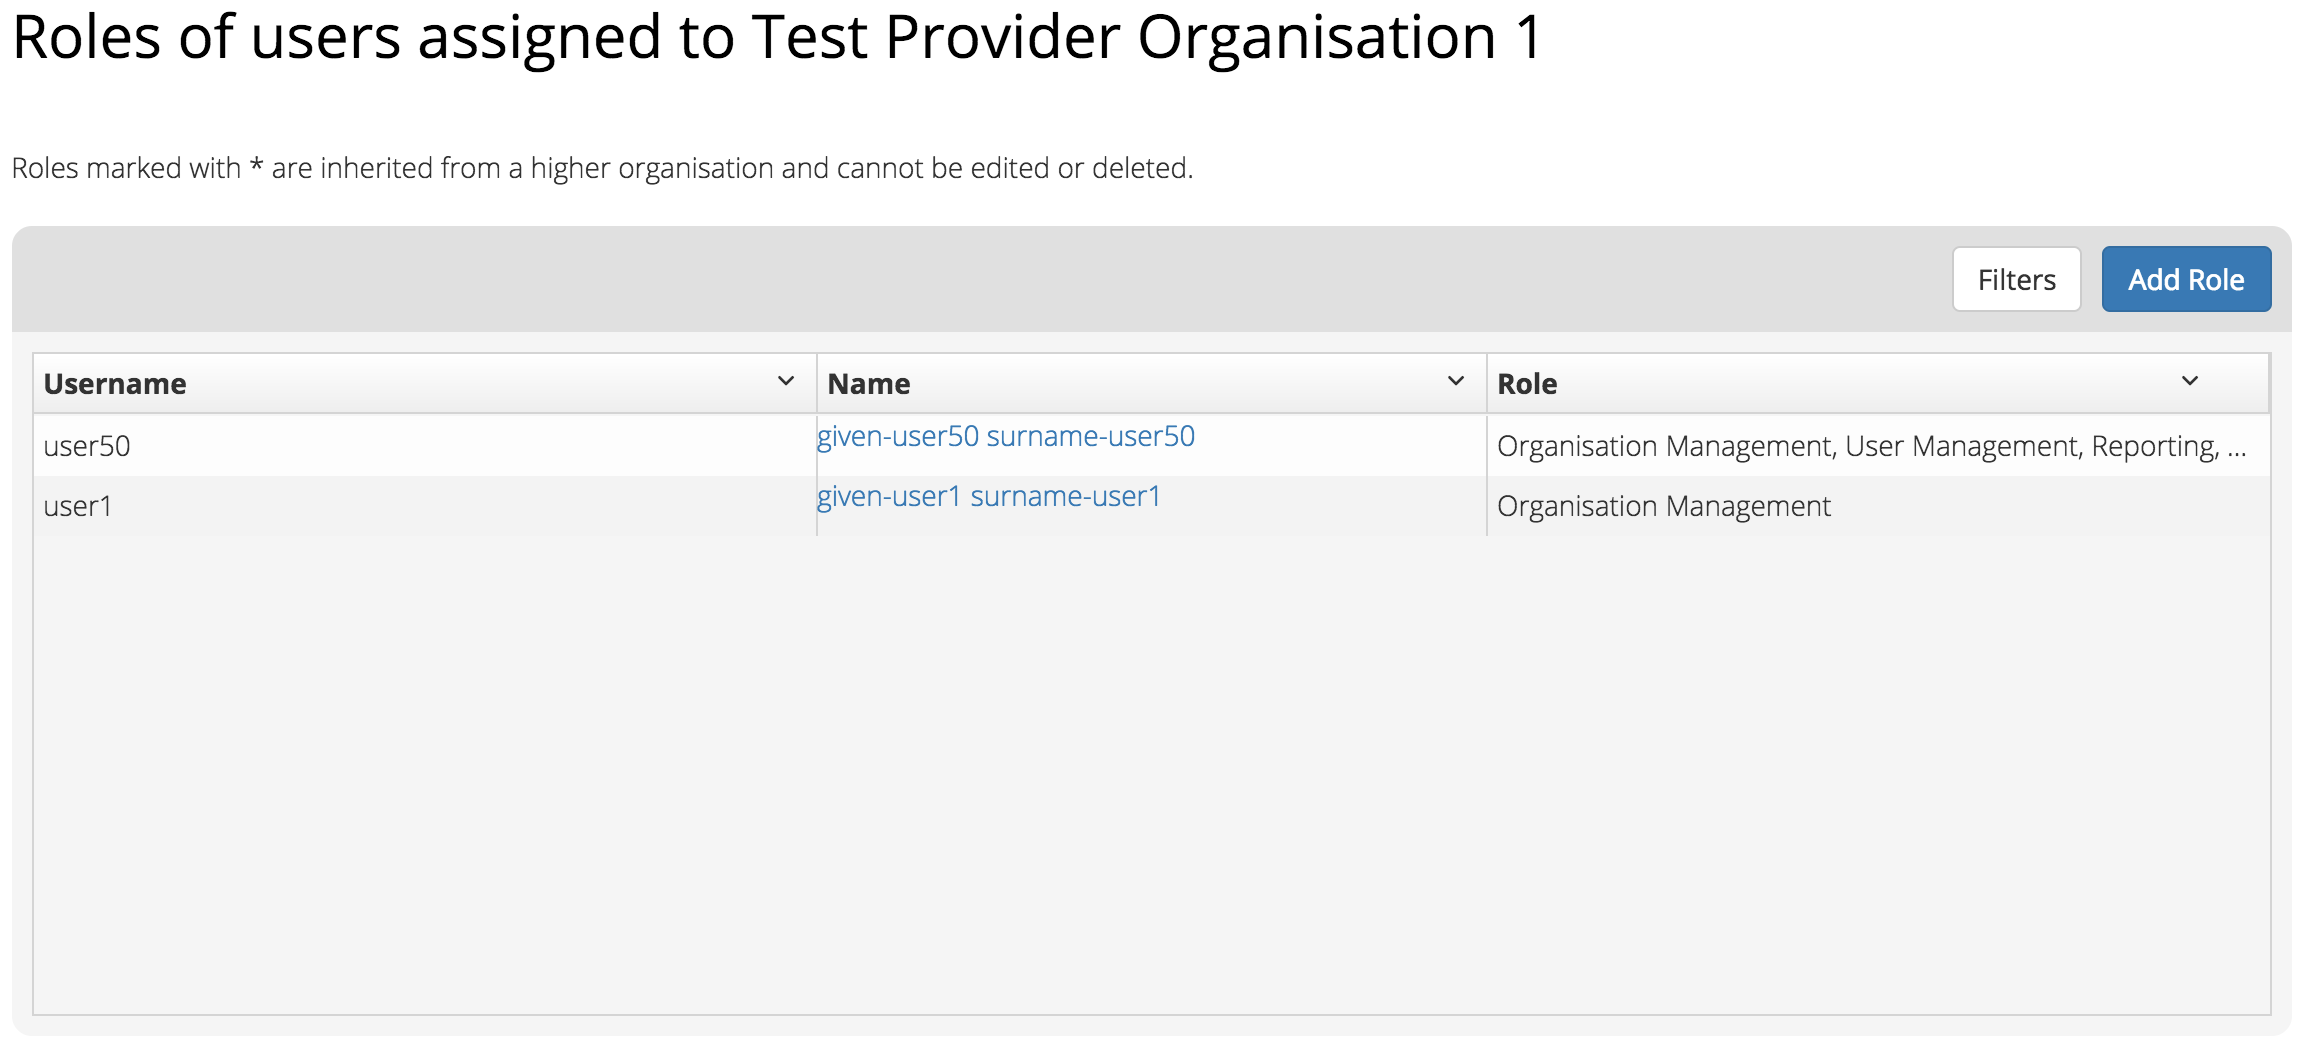 Roles of users assigned to Test Provider Organisation 1
Roles marked with * are inherited from a higher organisation and cannot be edited or deleted.
Filters Add Role
Username Name Role
user50 given-user50 surname-user50 Organisation Management, User Management, Reporting, ...
user1 given-user1 surname-user1 Organisation Management